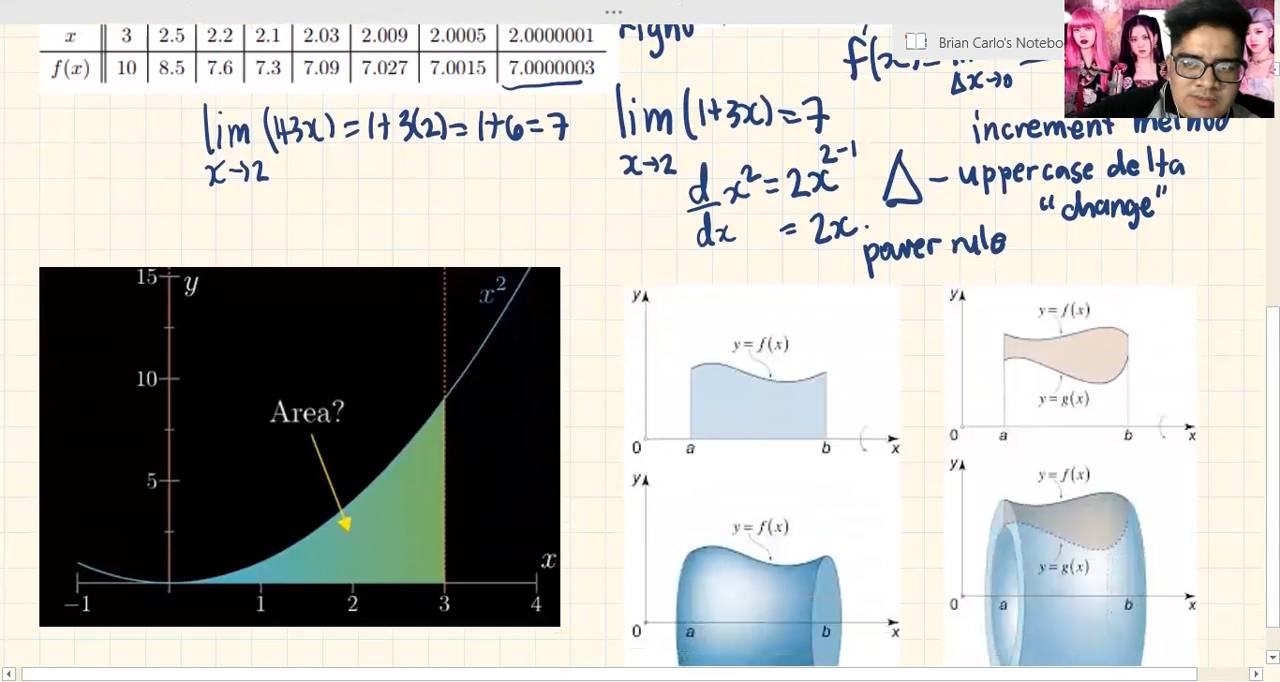 x 3 2.5 2.2 2.1 2.03 2.009 2.0005 2.0000001
f(x) 10 8.5 7.6 7.3 7.09 7.027 7.0015 7.0000003
lim (1+3x) = 1+3(2) = 1+6 = 7
x→2
right
lim (1+3x) = 7
x→2
d/dx x² = 2x²⁻¹
= 2x.
power rule
Brian Carlo's Notebo
f'(x) =
Δx→0
increment method
Δ – uppercase delta
"change"
15 y
x²
10
Area?
5
x
−1 1 2 3 4
y
y = f(x)
0 a b x
y
y = f(x)
y = g(x)
0 a b x
y
y = f(x)
0 a b x
y
y = f(x)
y = g(x)
0 a b x